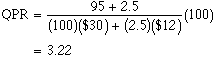 QPR = 95 + 2.5 / (100)($30) + (2.5)($12) (100)
= 3.22